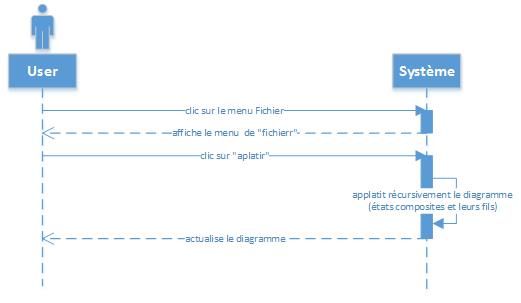 User
Système
clic sur le menu Fichier
affiche le menu de "fichierr"
clic sur "aplatir"
applatit récursivement le diagramme
(états composites et leurs fils)
actualise le diagramme